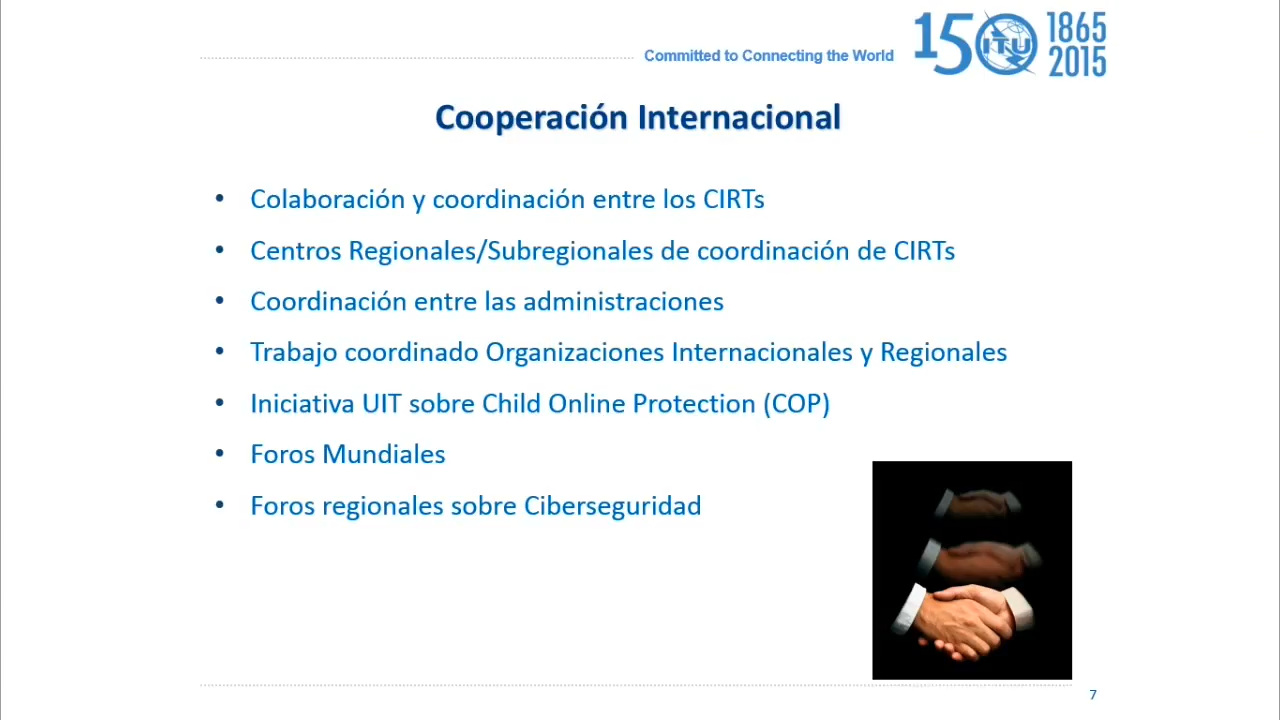 Committed to Connecting the World
150 ITU
1865
2015
Cooperación Internacional
• Colaboración y coordinación entre los CIRTs
• Centros Regionales/Subregionales de coordinación de CIRTs
• Coordinación entre las administraciones
• Trabajo coordinado Organizaciones Internacionales y Regionales
• Iniciativa UIT sobre Child Online Protection (COP)
• Foros Mundiales
• Foros regionales sobre Ciberseguridad
7